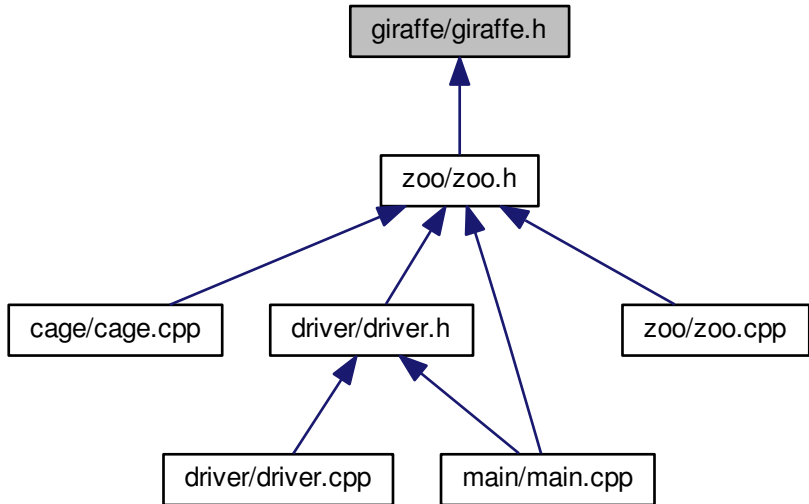 giraffe/giraffe.h
zoo/zoo.h
cage/cage.cpp
driver/driver.h
zoo/zoo.cpp
driver/driver.cpp
main/main.cpp